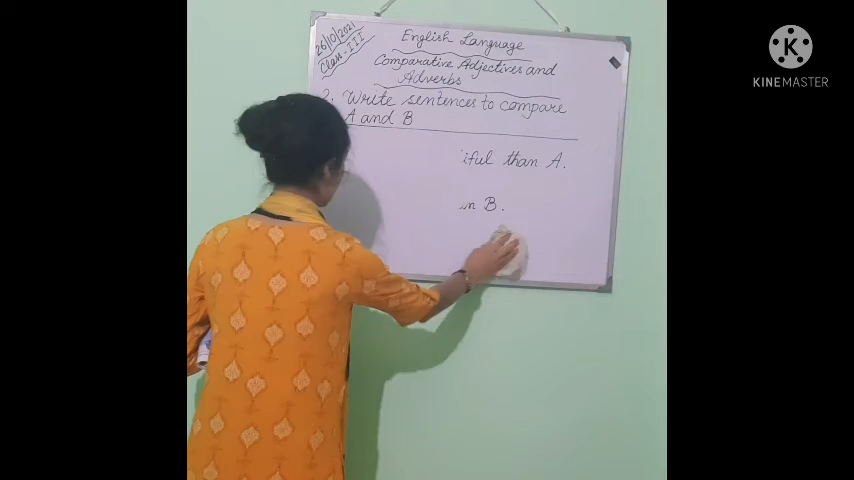 26/10/2021
Class - III
English Language
Comparative Adjectives and
Adverbs
2. Write sentences to compare
A and B
iful than A.
B.
KINEMASTER